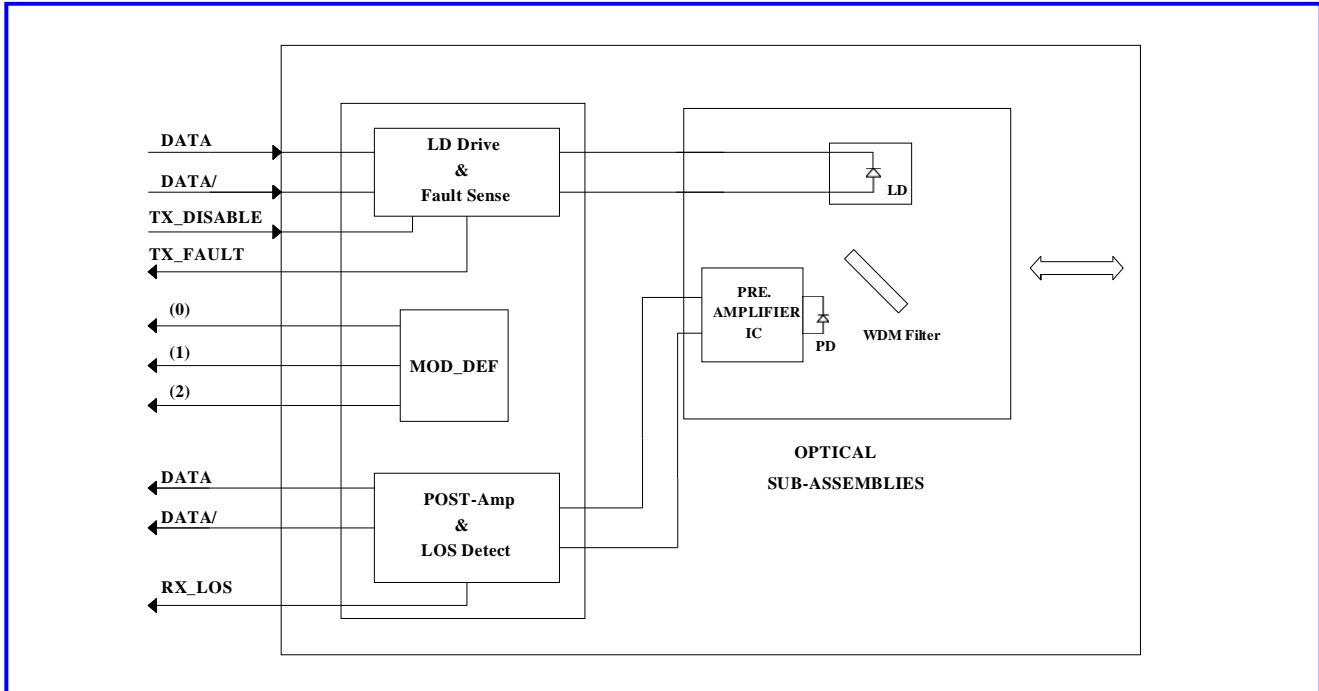 DATA
DATA/
TX_DISABLE
TX_FAULT
(0)
(1)
(2)
DATA
DATA/
RX_LOS
LD Drive
&
Fault Sense
MOD_DEF
POST-Amp
&
LOS Detect
LD
PRE.
AMPLIFIER
IC
PD
WDM Filter
OPTICAL
SUB-ASSEMBLIES